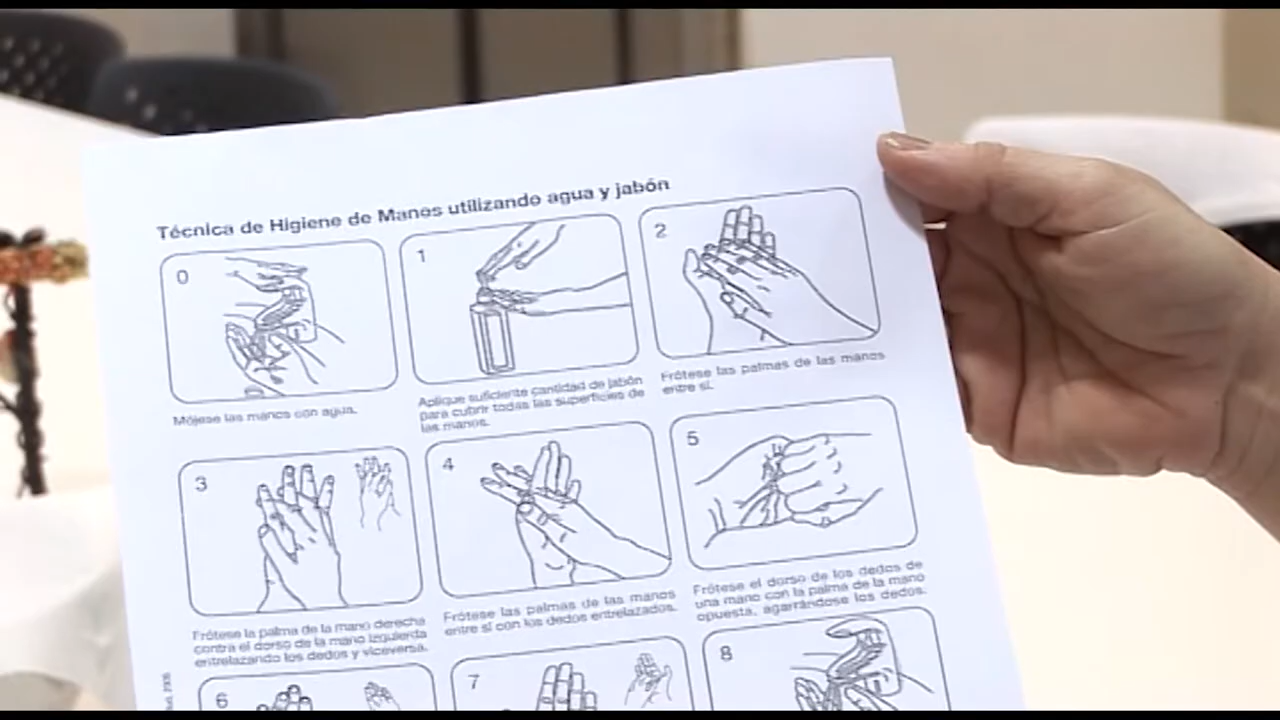 Técnica de Higiene de Manos utilizando agua y jabón
0
1
2
Mójese las manos con agua.
Aplique suficiente cantidad de jabón
para cubrir todas las superficies de
las manos.
Frótese las palmas de las manos
entre sí.
3
4
5
Frótese la palma de la mano derecha
contra el dorso de la mano izquierda
entrelazando los dedos y viceversa.
Frótese las palmas de las manos
entre sí con los dedos entrelazados.
Frótese el dorso de los dedos de
una mano con la palma de la mano
opuesta, agarrándose los dedos.
6
7
8